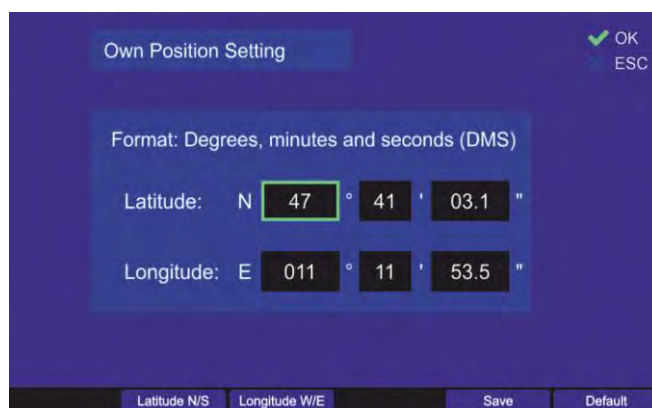 Own Position Setting
OK
ESC
Format: Degrees, minutes and seconds (DMS)
Latitude: N 47 ° 41 ' 03.1 "
Longitude: E 011 ° 11 ' 53.5 "
Latitude N/S Longitude W/E Save Default